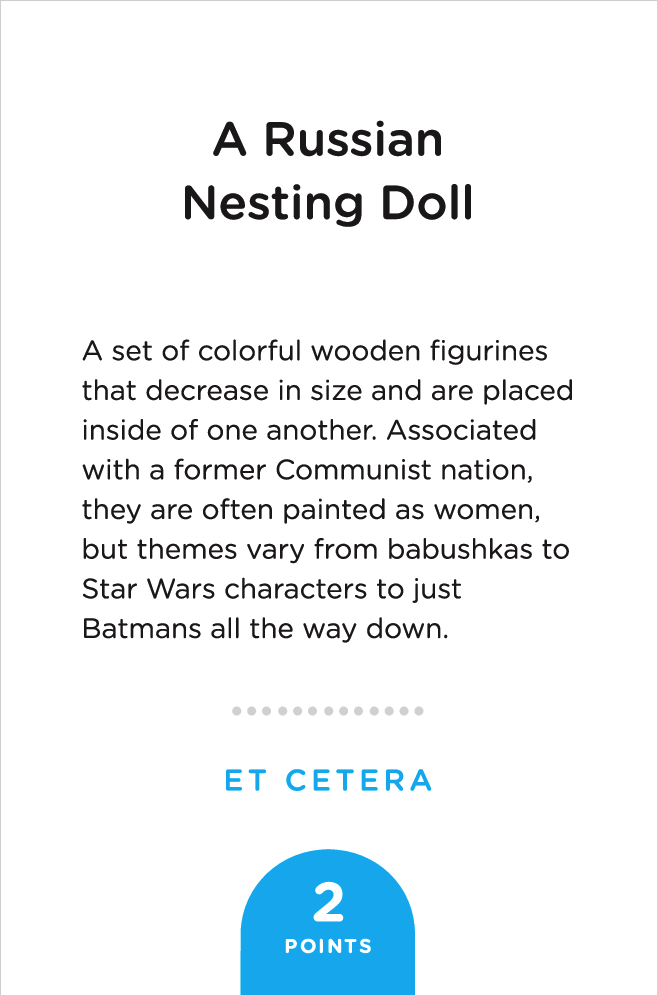 A Russian
Nesting Doll
A set of colorful wooden figurines
that decrease in size and are placed
inside of one another. Associated
with a former Communist nation,
they are often painted as women,
but themes vary from babushkas to
Star Wars characters to just
Batmans all the way down.
ET CETERA
2
POINTS